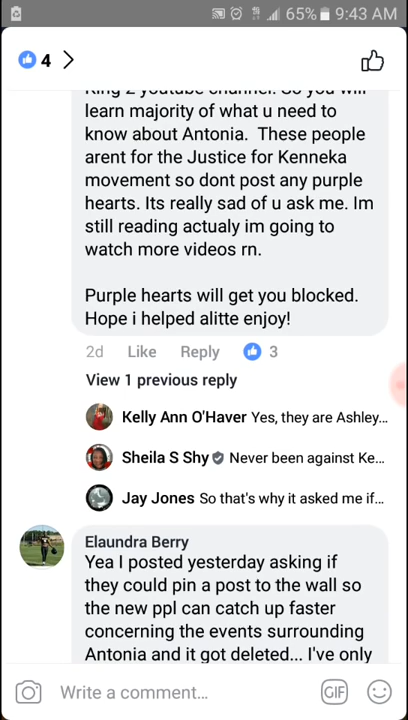 65% 9:43 AM
4
King 2 youtube channel. So you will
learn majority of what u need to
know about Antonia. These people
arent for the Justice for Kenneka
movement so dont post any purple
hearts. Its really sad of u ask me. Im
still reading actualy im going to
watch more videos rn.
Purple hearts will get you blocked.
Hope i helped alitte enjoy!
2d Like Reply 3
View 1 previous reply
Kelly Ann O'Haver Yes, they are Ashley...
Sheila S Shy Never been against Ke...
Jay Jones So that's why it asked me if...
Elaundra Berry
Yea I posted yesterday asking if
they could pin a post to the wall so
the new ppl can catch up faster
concerning the events surrounding
Antonia and it got deleted... I've only
Write a comment...
GIF